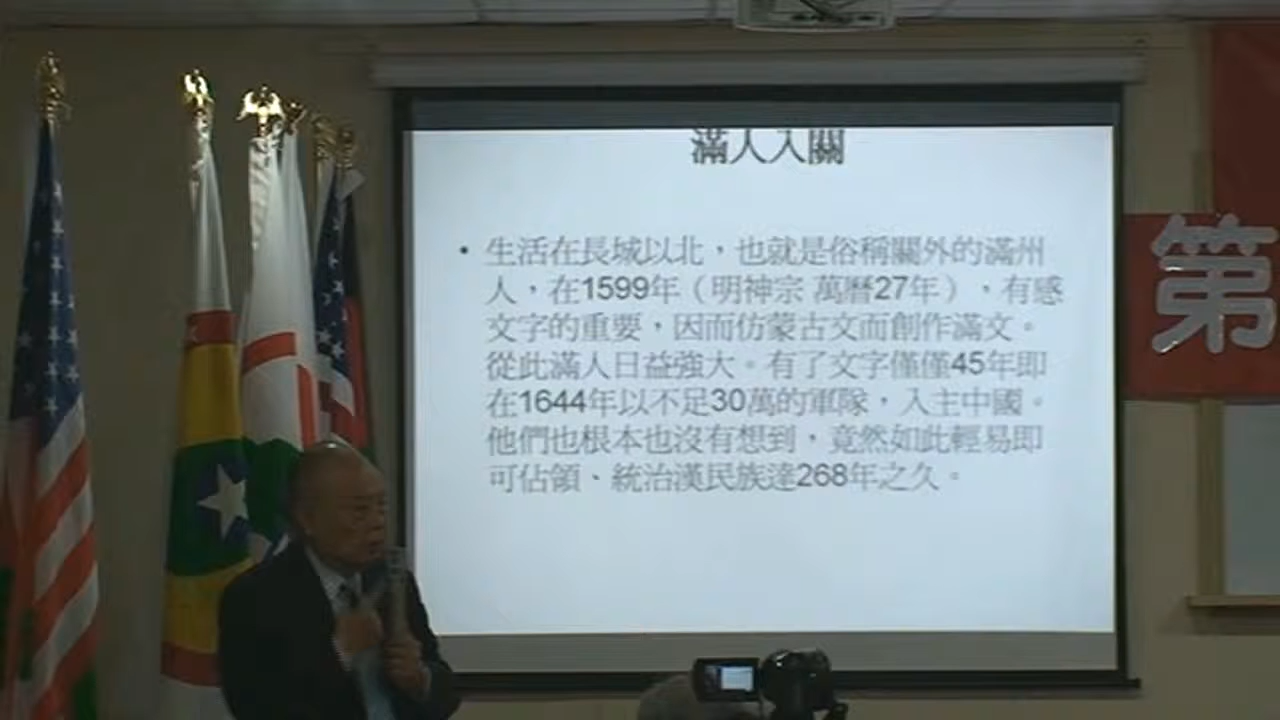 滿人入關
• 生活在長城以北，也就是俗稱關外的滿州
人，在1599年（明神宗 萬曆27年），有感
文字的重要，因而仿蒙古文而創作滿文。
從此滿人日益強大。有了文字僅僅45年即
在1644年以不足30萬的軍隊，入主中國。
他們也根本也沒有想到，竟然如此輕易即
可佔領、統治漢民族達268年之久。
第